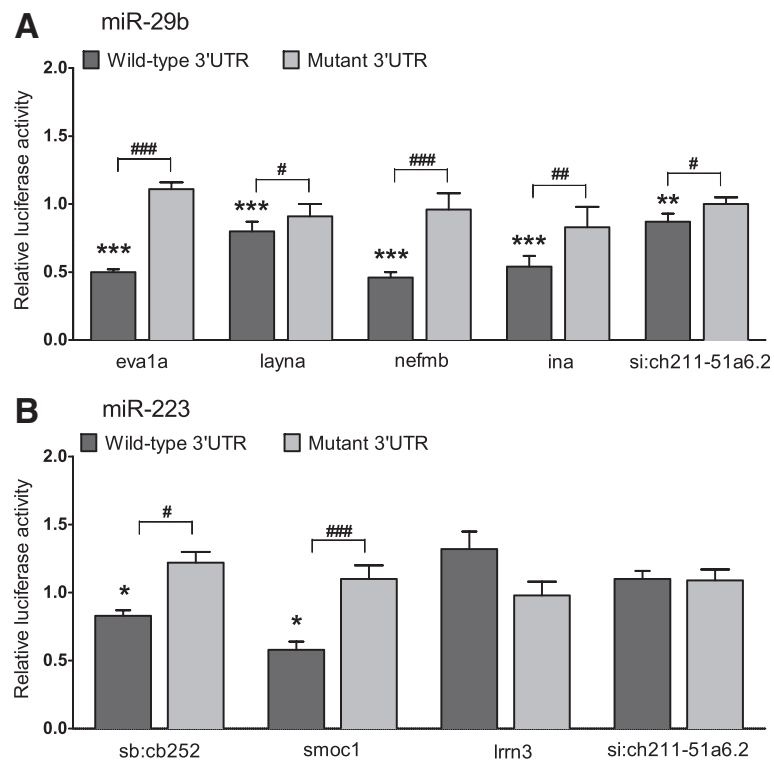 A miR-29b
Wild-type 3'UTR Mutant 3'UTR
Relative luciferase activity
2.0
1.5
1.0
0.5
0.0
### # ### ## #
*** *** *** *** **
eva1a layna nefmb ina si:ch211-51a6.2
B miR-223
Wild-type 3'UTR Mutant 3'UTR
Relative luciferase activity
2.0
1.5
1.0
0.5
0.0
# ###
* *
sb:cb252 smoc1 lrrn3 si:ch211-51a6.2